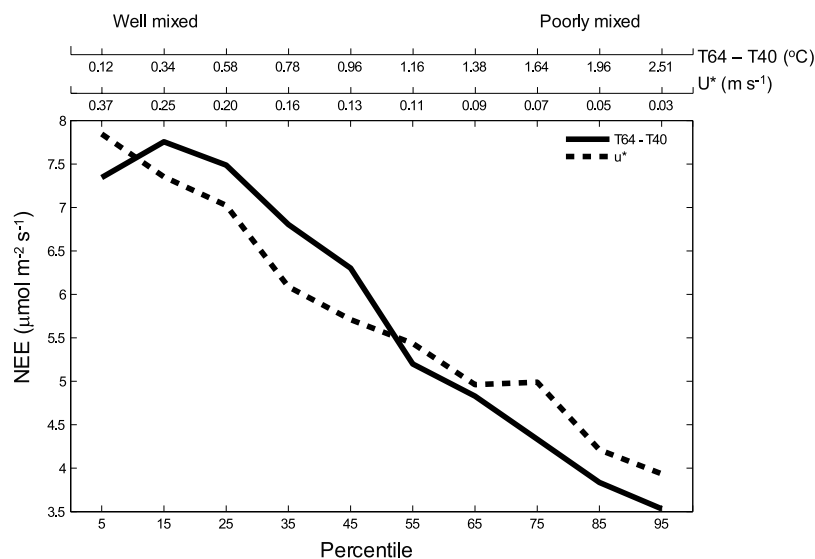 Well mixed Poorly mixed
T64 – T40 (°C)
0.12 0.34 0.58 0.78 0.96 1.16 1.38 1.64 1.96 2.51
U* (m s-1)
0.37 0.25 0.20 0.16 0.13 0.11 0.09 0.07 0.05 0.03
8
T64 - T40
u*
7.5
7
6.5
6
5.5
5
4.5
4
3.5
NEE (μmol m-2 s-1)
5 15 25 35 45 55 65 75 85 95
Percentile